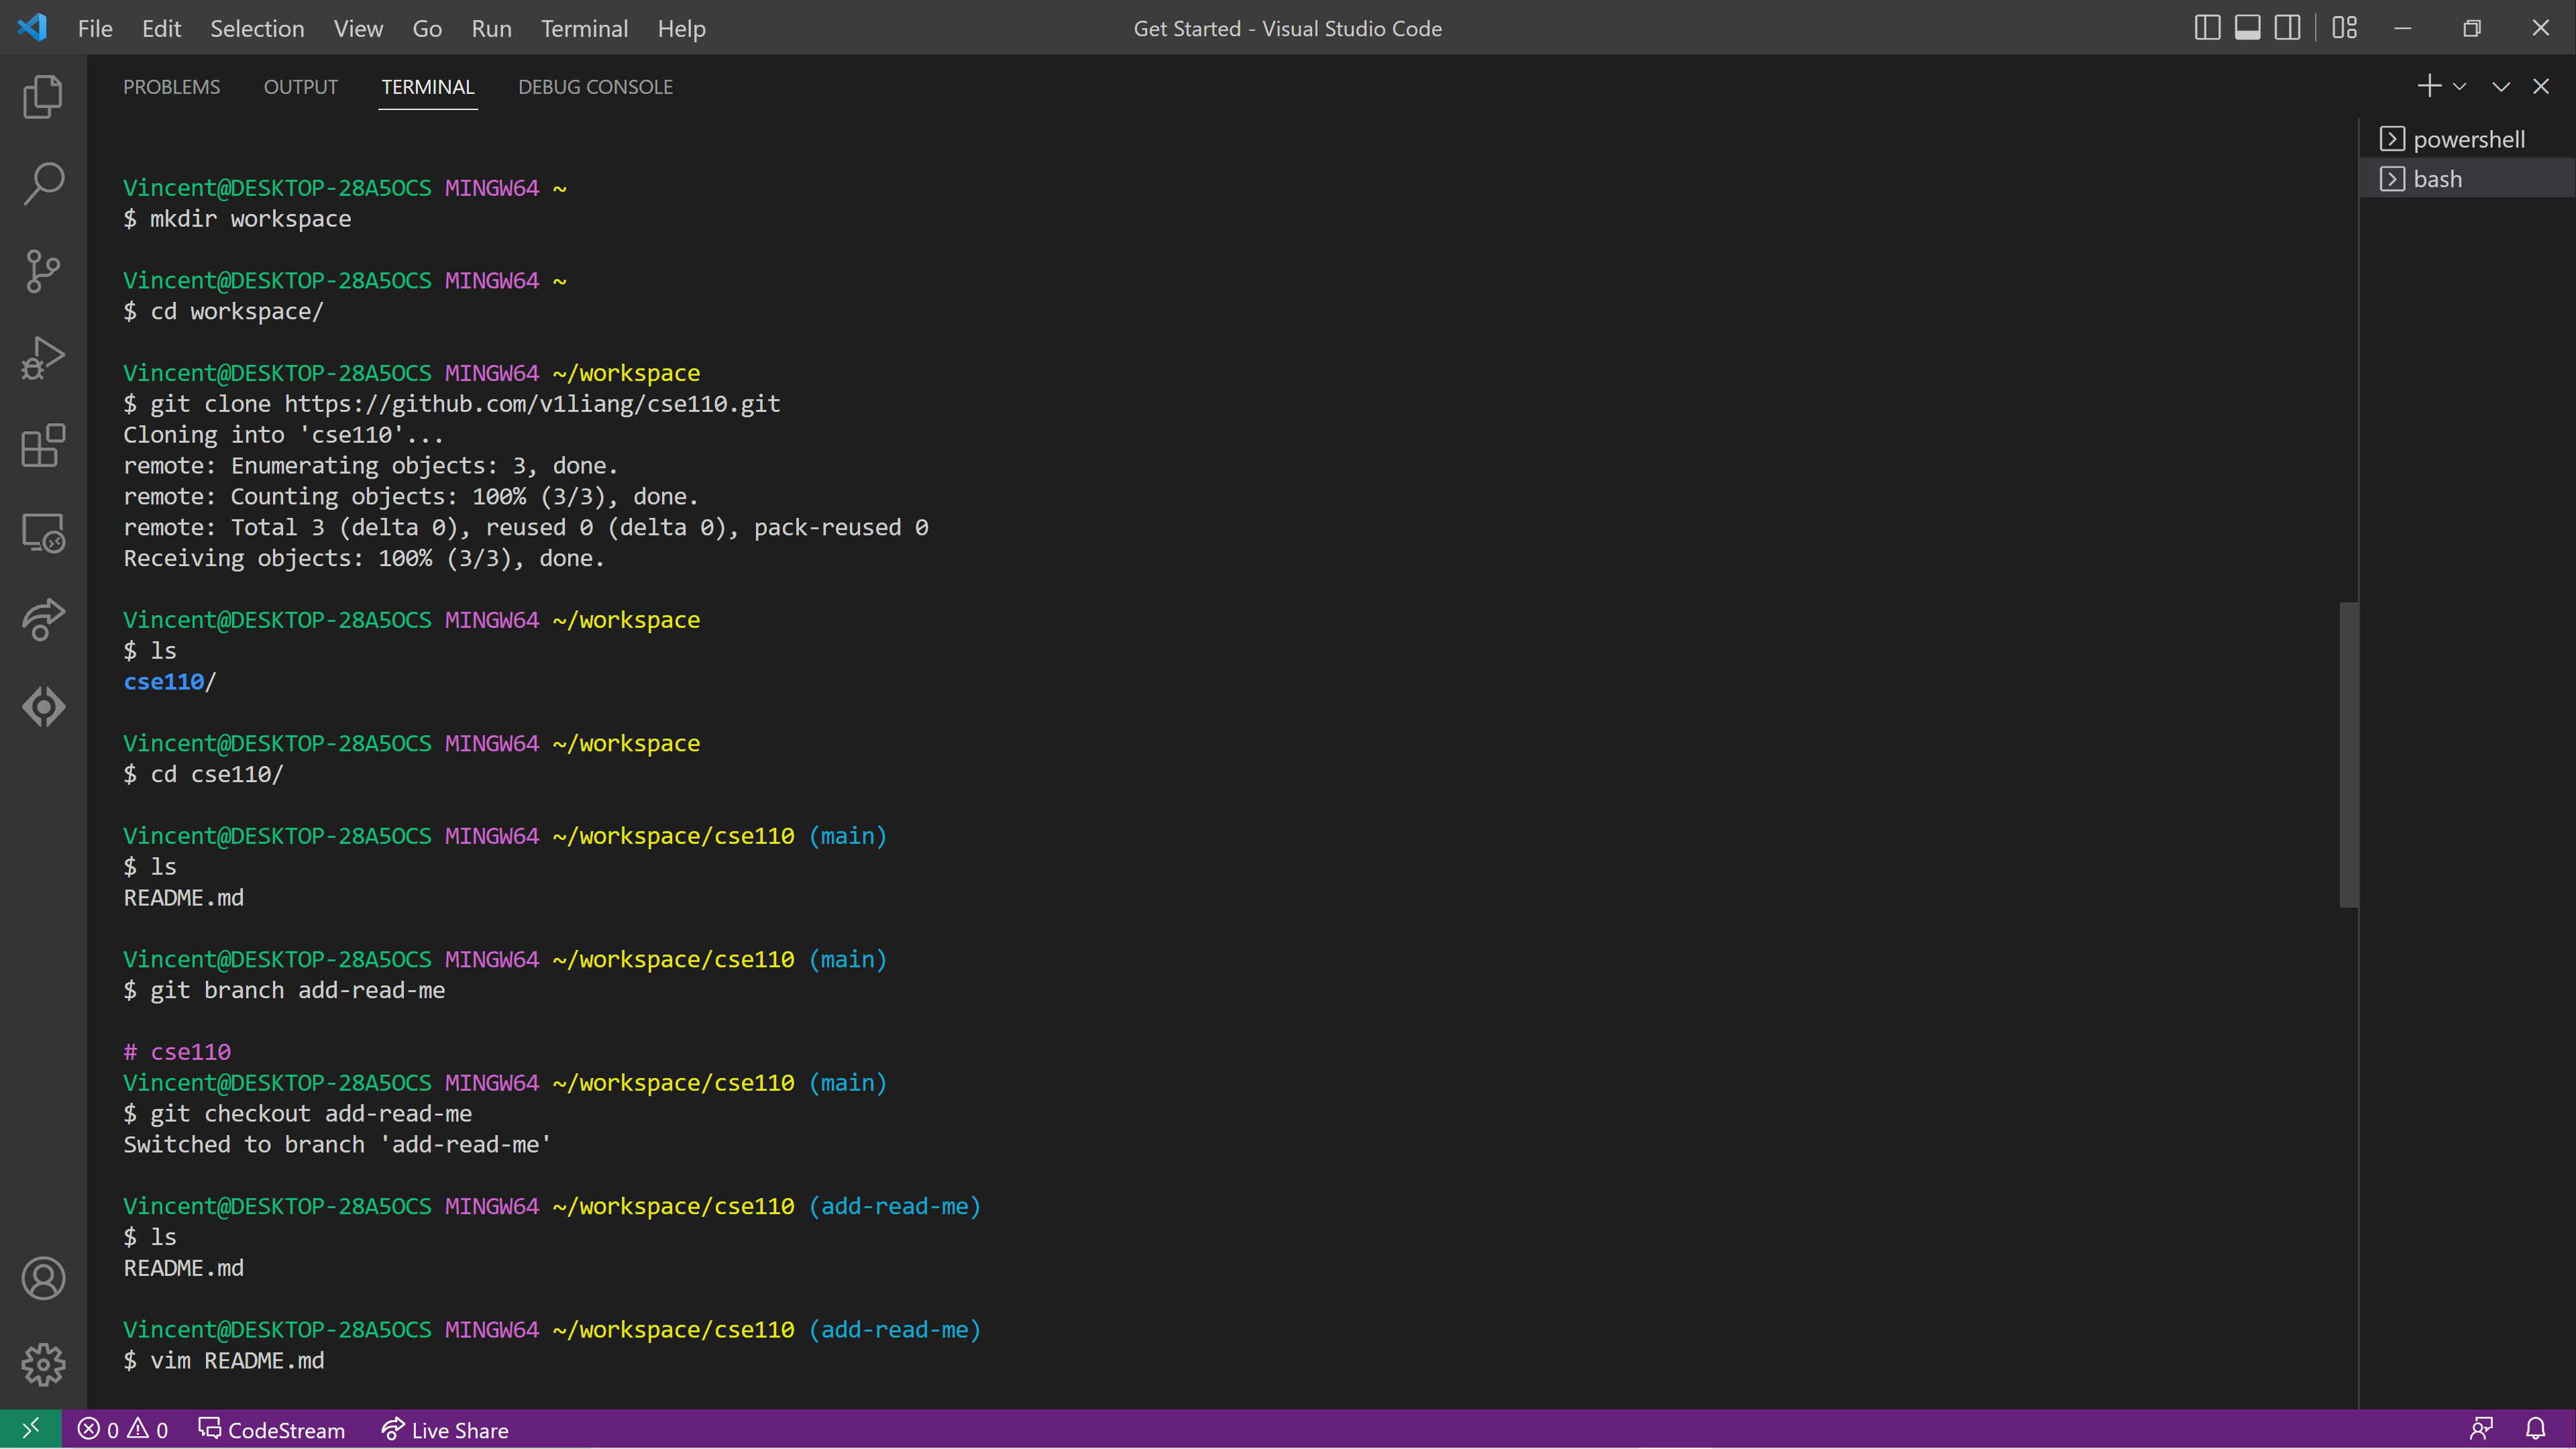 File Edit Selection View Go Run Terminal Help
Get Started - Visual Studio Code
PROBLEMS OUTPUT TERMINAL DEBUG CONSOLE
powershell
bash
Vincent@DESKTOP-28A5OCS MINGW64 ~
$ mkdir workspace
Vincent@DESKTOP-28A5OCS MINGW64 ~
$ cd workspace/
Vincent@DESKTOP-28A5OCS MINGW64 ~/workspace
$ git clone https://github.com/v1liang/cse110.git
Cloning into 'cse110'...
remote: Enumerating objects: 3, done.
remote: Counting objects: 100% (3/3), done.
remote: Total 3 (delta 0), reused 0 (delta 0), pack-reused 0
Receiving objects: 100% (3/3), done.
Vincent@DESKTOP-28A5OCS MINGW64 ~/workspace
$ ls
cse110/
Vincent@DESKTOP-28A5OCS MINGW64 ~/workspace
$ cd cse110/
Vincent@DESKTOP-28A5OCS MINGW64 ~/workspace/cse110 (main)
$ ls
README.md
Vincent@DESKTOP-28A5OCS MINGW64 ~/workspace/cse110 (main)
$ git branch add-read-me
# cse110
Vincent@DESKTOP-28A5OCS MINGW64 ~/workspace/cse110 (main)
$ git checkout add-read-me
Switched to branch 'add-read-me'
Vincent@DESKTOP-28A5OCS MINGW64 ~/workspace/cse110 (add-read-me)
$ ls
README.md
Vincent@DESKTOP-28A5OCS MINGW64 ~/workspace/cse110 (add-read-me)
$ vim README.md
0 0 CodeStream Live Share